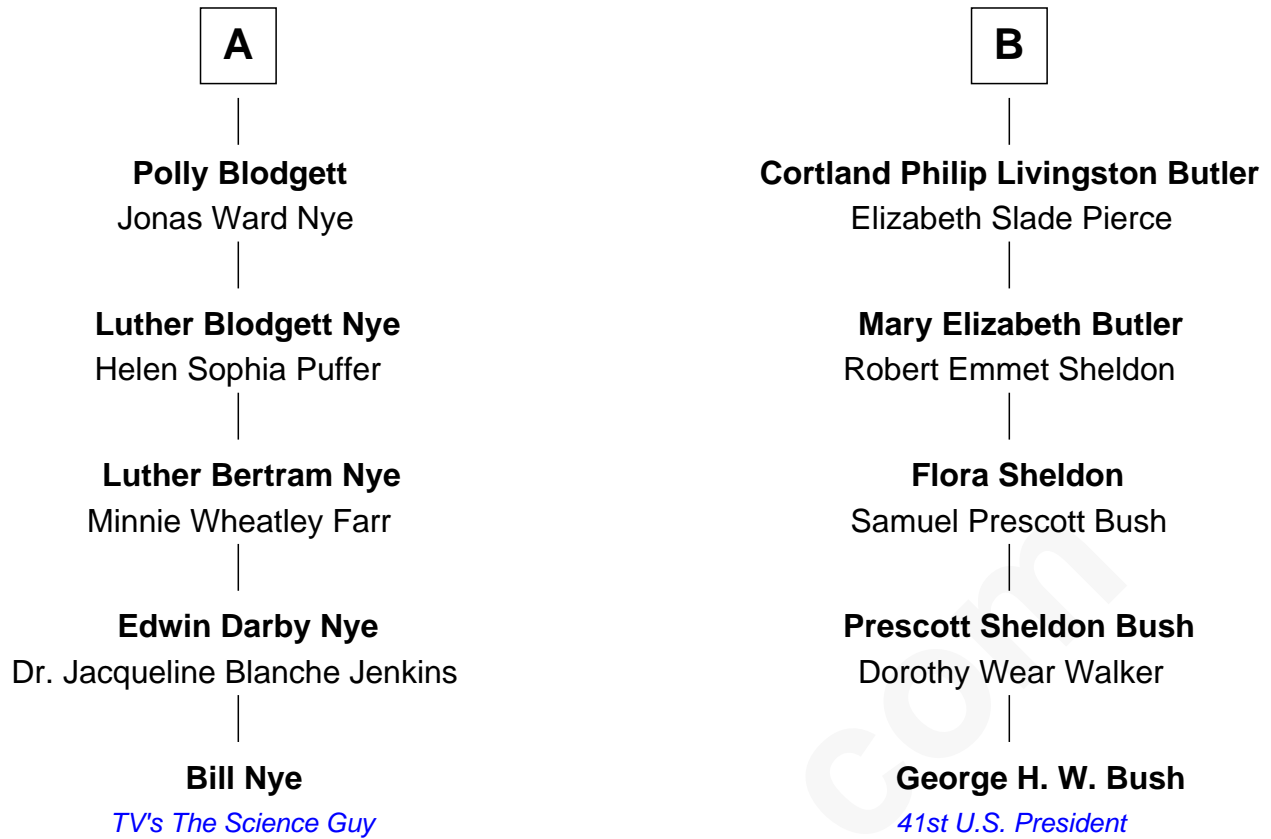 A
B
Polly Blodgett
Jonas Ward Nye
Cortland Philip Livingston Butler
Elizabeth Slade Pierce
Luther Blodgett Nye
Helen Sophia Puffer
Mary Elizabeth Butler
Robert Emmet Sheldon
Luther Bertram Nye
Minnie Wheatley Farr
Flora Sheldon
Samuel Prescott Bush
Edwin Darby Nye
Dr. Jacqueline Blanche Jenkins
Prescott Sheldon Bush
Dorothy Wear Walker
Bill Nye
TV's The Science Guy
George H. W. Bush
41st U.S. President
com